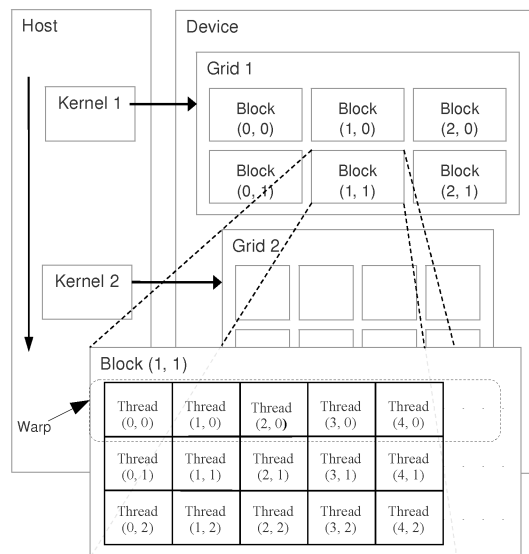 Host
Device
Grid 1
Kernel 1
Block
(0, 0)
Block
(1, 0)
Block
(2, 0)
Block
(0, 1)
Block
(1, 1)
Block
(2, 1)
Grid 2
Kernel 2
Block (1, 1)
Warp
Thread
(0, 0)
Thread
(1, 0)
Thread
(2, 0)
Thread
(3, 0)
Thread
(4, 0)
. . .
Thread
(0, 1)
Thread
(1, 1)
Thread
(2, 1)
Thread
(3, 1)
Thread
(4, 1)
. . .
Thread
(0, 2)
Thread
(1, 2)
Thread
(2, 2)
Thread
(3, 2)
Thread
(4, 2)
. . .